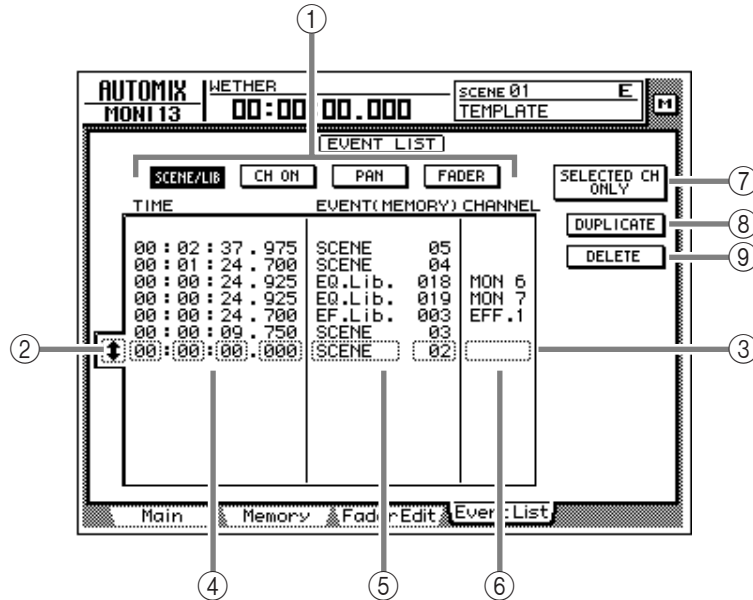 ①
AUTOMIX
MONI 13
WETHER
00:00:00.000
SCENE 01 E
TEMPLATE
M
EVENT LIST
SCENE/LIB CH ON PAN FADER
SELECTED CH ONLY
⑦
DUPLICATE
⑧
DELETE
⑨
TIME EVENT(MEMORY) CHANNEL
00:02:37.975 SCENE 05
00:01:24.700 SCENE 04
00:00:24.925 EQ.Lib. 018 MON 6
00:00:24.925 EQ.Lib. 019 MON 7
00:00:24.700 EF.Lib. 003 EFF.1
00:00:09.750 SCENE 03
② 00:00:00.000 SCENE 02 ③
Main Memory Fader Edit Event List
④ ⑤ ⑥